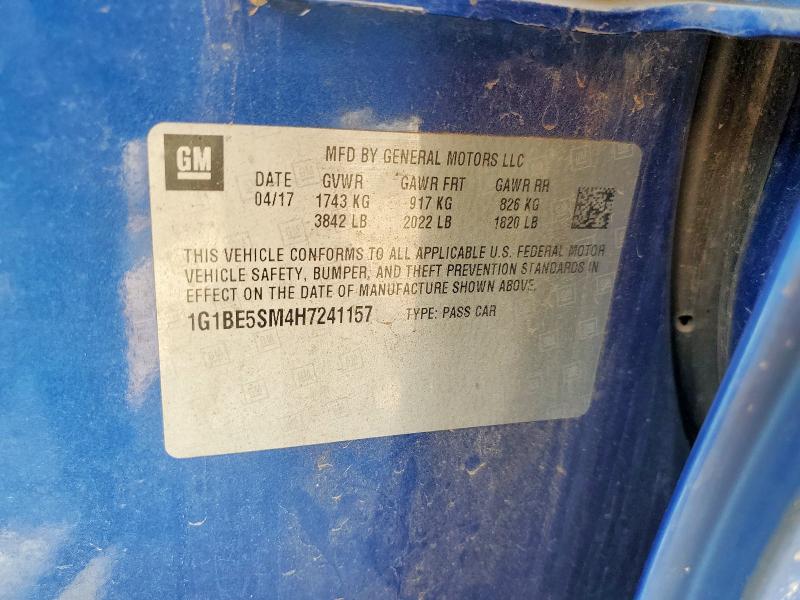 GM
MFD BY GENERAL MOTORS LLC
DATE GVWR GAWR FRT GAWR RR
04/17 1743 KG 917 KG 826 KG
3842 LB 2022 LB 1820 LB
THIS VEHICLE CONFORMS TO ALL APPLICABLE U.S. FEDERAL MOTOR
VEHICLE SAFETY, BUMPER, AND THEFT PREVENTION STANDARDS IN
EFFECT ON THE DATE OF MANUFACTURE SHOWN ABOVE.
1G1BE5SM4H7241157 TYPE: PASS CAR